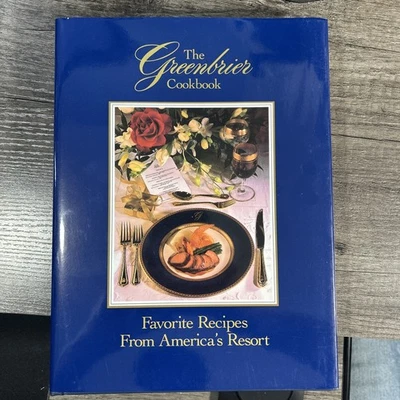 The
Greenbrier
Cookbook
Favorite Recipes
From America's Resort